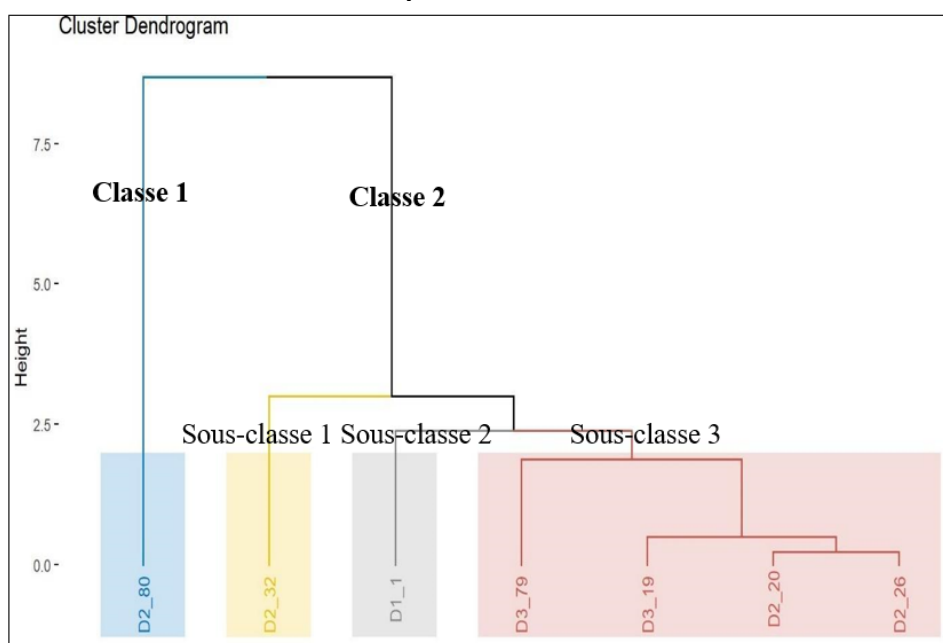 Cluster Dendrogram
7.5
Classe 1 Classe 2
5.0
Height
2.5
Sous-classe 1 Sous-classe 2 Sous-classe 3
0.0
D2_80
D2_32
D1_1
D3_79
D3_19
D2_20
D2_26